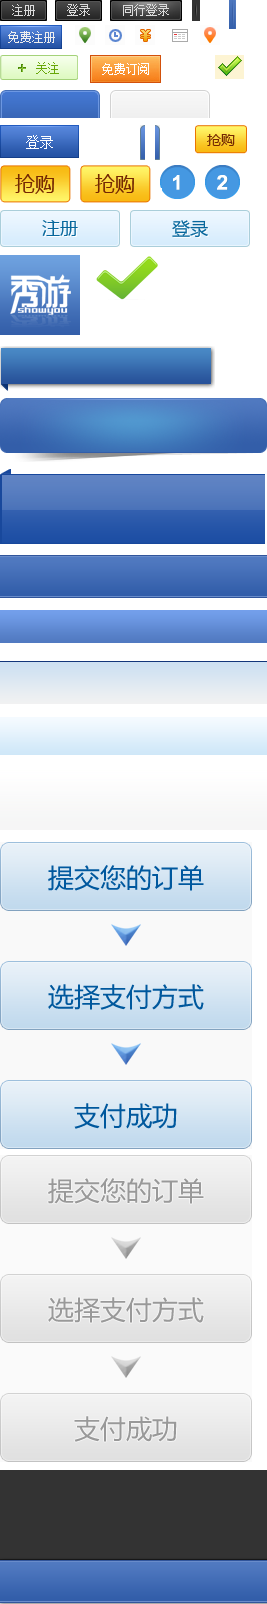 注册 登录 同行登录
免费注册
+ 关注 免费订阅
登录 抢购
抢购 抢购 1 2
注册 登录
秀游
showyou
提交您的订单
选择支付方式
支付成功
提交您的订单
选择支付方式
支付成功